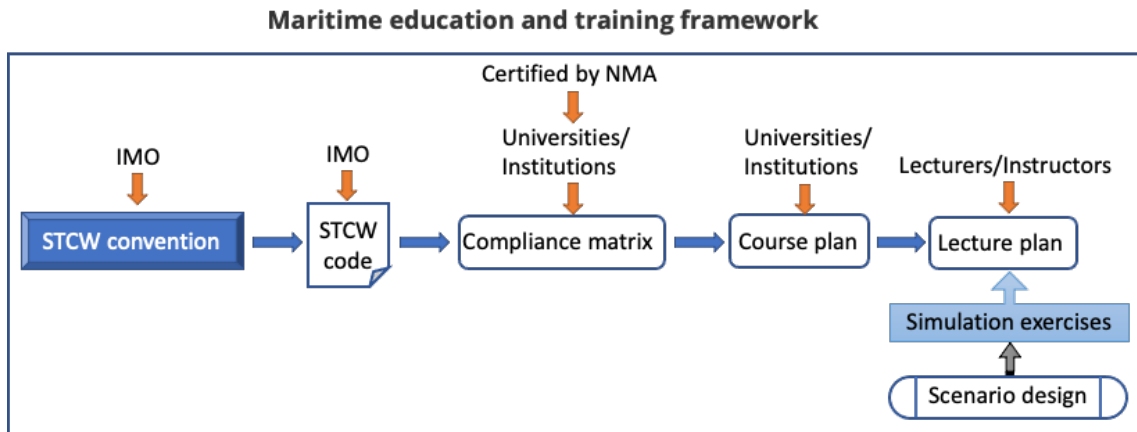 Maritime education and training framework
Certified by NMA
IMO
IMO
Universities/
Institutions
Universities/
Institutions
Lecturers/Instructors
STCW convention
STCW
code
Compliance matrix
Course plan
Lecture plan
Simulation exercises
Scenario design